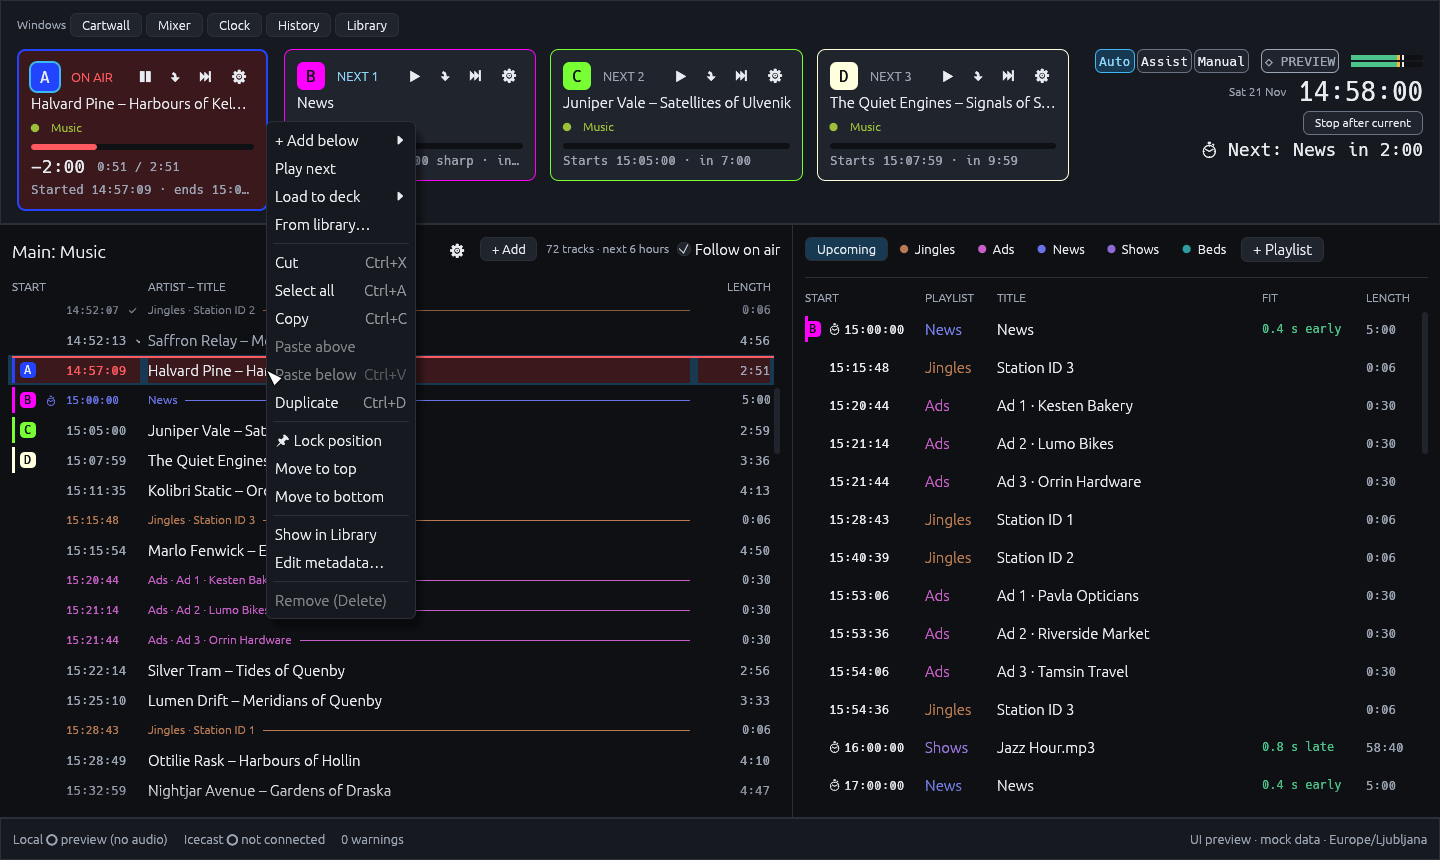 Windows Cartwall Mixer Clock History Library
A ON AIR
Halvard Pine – Harbours of Kel…
Music
−2:00 0:51 / 2:51
Started 14:57:09 · ends 15:0…
B NEXT 1
News
00 sharp · in…
C NEXT 2
Juniper Vale – Satellites of Ulvenik
Music
Starts 15:05:00 · in 7:00
D NEXT 3
The Quiet Engines – Signals of S…
Music
Starts 15:07:59 · in 9:59
Auto Assist Manual ◇ PREVIEW
Sat 21 Nov 14:58:00
Stop after current
Next: News in 2:00
+ Add below
Play next
Load to deck
From library…
Cut Ctrl+X
Select all Ctrl+A
Copy Ctrl+C
Paste above
Paste below Ctrl+V
Duplicate Ctrl+D
Lock position
Move to top
Move to bottom
Show in Library
Edit metadata…
Remove (Delete)
Main: Music + Add 72 tracks · next 6 hours ✓ Follow on air
START ARTIST – TITLE LENGTH
14:52:07 ✓ Jingles · Station ID 2 0:06
14:52:13 Saffron Relay – 4:56
A 14:57:09 Halvard Pine – Har 2:51
B 15:00:00 News 5:00
C 15:05:00 Juniper Vale – Sat 2:59
D 15:07:59 The Quiet Engines 3:36
15:11:35 Kolibri Static – Or 4:13
15:15:48 Jingles · Station ID 3 0:06
15:15:54 Marlo Fenwick – E 4:50
15:20:44 Ads · Ad 1 · Kesten Bak 0:30
15:21:14 Ads · Ad 2 · Lumo Bikes 0:30
15:21:44 Ads · Ad 3 · Orrin Hardware 0:30
15:22:14 Silver Tram – Tides of Quenby 2:56
15:25:10 Lumen Drift – Meridians of Quenby 3:33
15:28:43 Jingles · Station ID 1 0:06
15:28:49 Ottilie Rask – Harbours of Hollin 4:10
15:32:59 Nightjar Avenue – Gardens of Draska 4:47
Upcoming Jingles Ads News Shows Beds + Playlist
START PLAYLIST TITLE FIT LENGTH
B 15:00:00 News News 0.4 s early 5:00
15:15:48 Jingles Station ID 3 0:06
15:20:44 Ads Ad 1 · Kesten Bakery 0:30
15:21:14 Ads Ad 2 · Lumo Bikes 0:30
15:21:44 Ads Ad 3 · Orrin Hardware 0:30
15:28:43 Jingles Station ID 1 0:06
15:40:39 Jingles Station ID 2 0:06
15:53:06 Ads Ad 1 · Pavla Opticians 0:30
15:53:36 Ads Ad 2 · Riverside Market 0:30
15:54:06 Ads Ad 3 · Tamsin Travel 0:30
15:54:36 Jingles Station ID 3 0:06
16:00:00 Shows Jazz Hour.mp3 0.8 s late 58:40
17:00:00 News News 0.4 s early 5:00
Local preview (no audio) Icecast not connected 0 warnings UI preview · mock data · Europe/Ljubljana